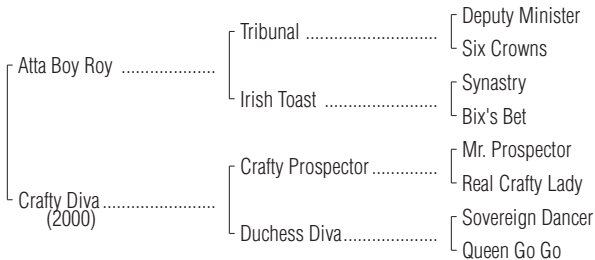 Deputy Minister
Tribunal ............................
Six Crowns
Atta Boy Roy ....................
Synastry
Irish Toast ........................
Bix's Bet
Mr. Prospector
Crafty Prospector..............
Real Crafty Lady
Crafty Diva........................
(2000)
Sovereign Dancer
Duchess Diva....................
Queen Go Go